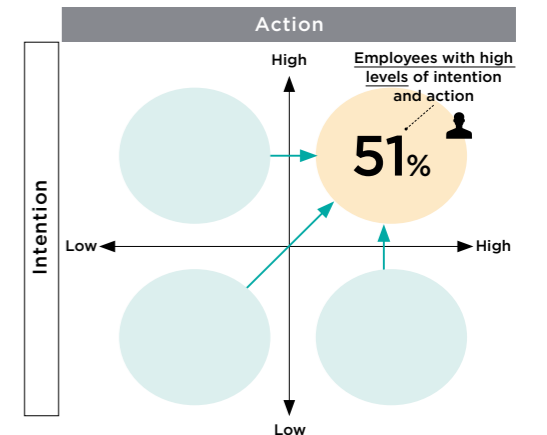 Action
High
Employees with high
levels of intention
and action
51%
Intention
Low
High
Low